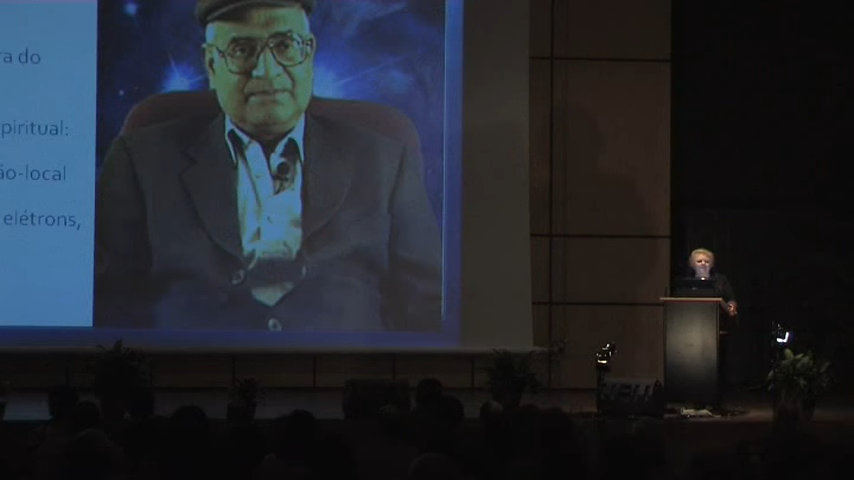 ra do
piritual:
ão-local
elétrons,